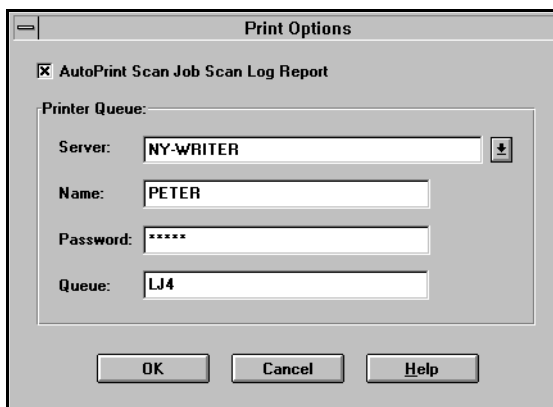 Print Options
AutoPrint Scan Job Scan Log Report
Printer Queue:
Server: NY-WRITER
Name: PETER
Password: *****
Queue: LJ4
OK Cancel Help